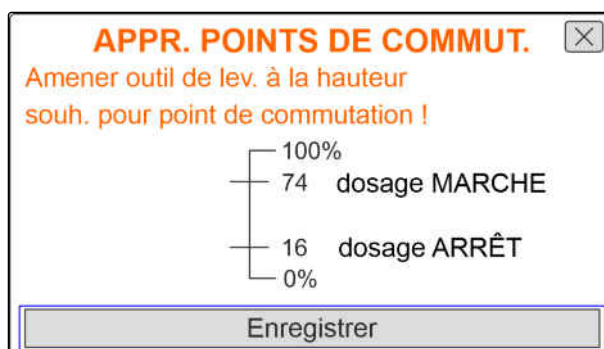 APPR. POINTS DE COMMUT.
Amener outil de lev. à la hauteur
souh. pour point de commutation !
100%
74 dosage MARCHE
16 dosage ARRÊT
0%
Enregistrer